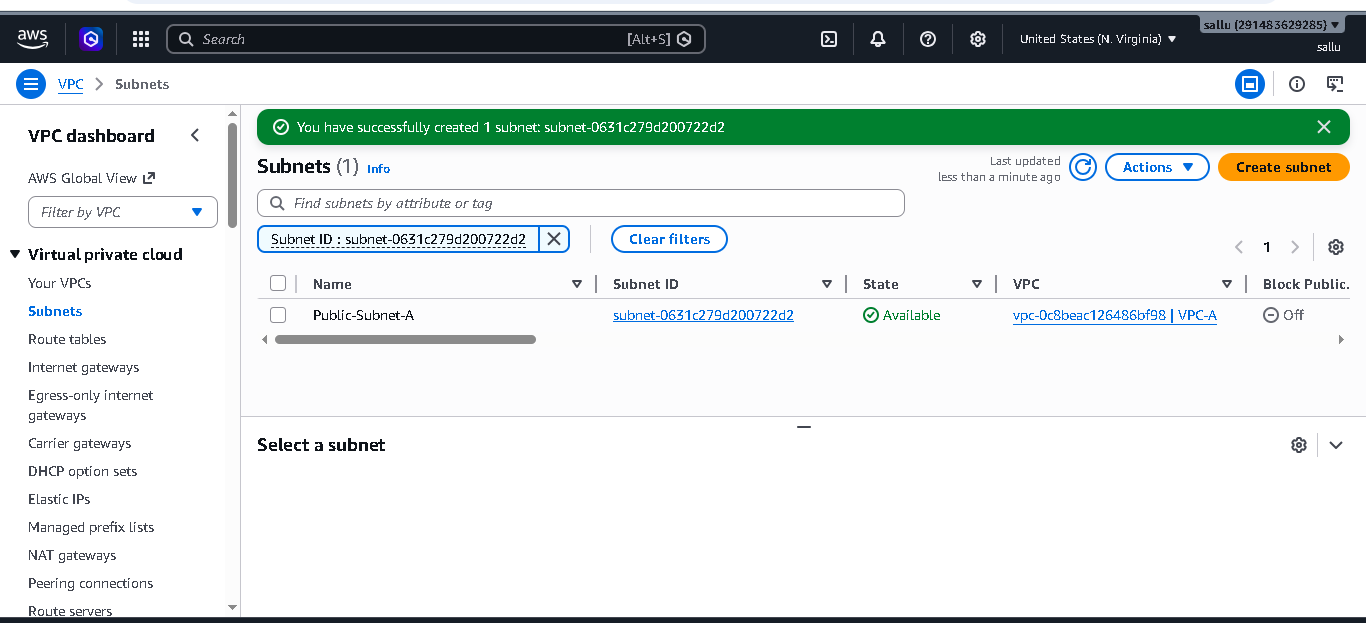 aws
Search [Alt+S]
United States (N. Virginia)
sallu (291483629285)
sallu
VPC Subnets
VPC dashboard
AWS Global View
Filter by VPC
Virtual private cloud
Your VPCs
Subnets
Route tables
Internet gateways
Egress-only internet
gateways
Carrier gateways
DHCP option sets
Elastic IPs
Managed prefix lists
NAT gateways
Peering connections
Route servers
You have successfully created 1 subnet: subnet-0631c279d200722d2
Subnets (1) Info
Last updated
less than a minute ago
Actions
Create subnet
Find subnets by attribute or tag
Subnet ID : subnet-0631c279d200722d2
Clear filters
1
Name Subnet ID State VPC Block Public.
Public-Subnet-A subnet-0631c279d200722d2 Available vpc-0c8beac126486bf98 | VPC-A Off
Select a subnet